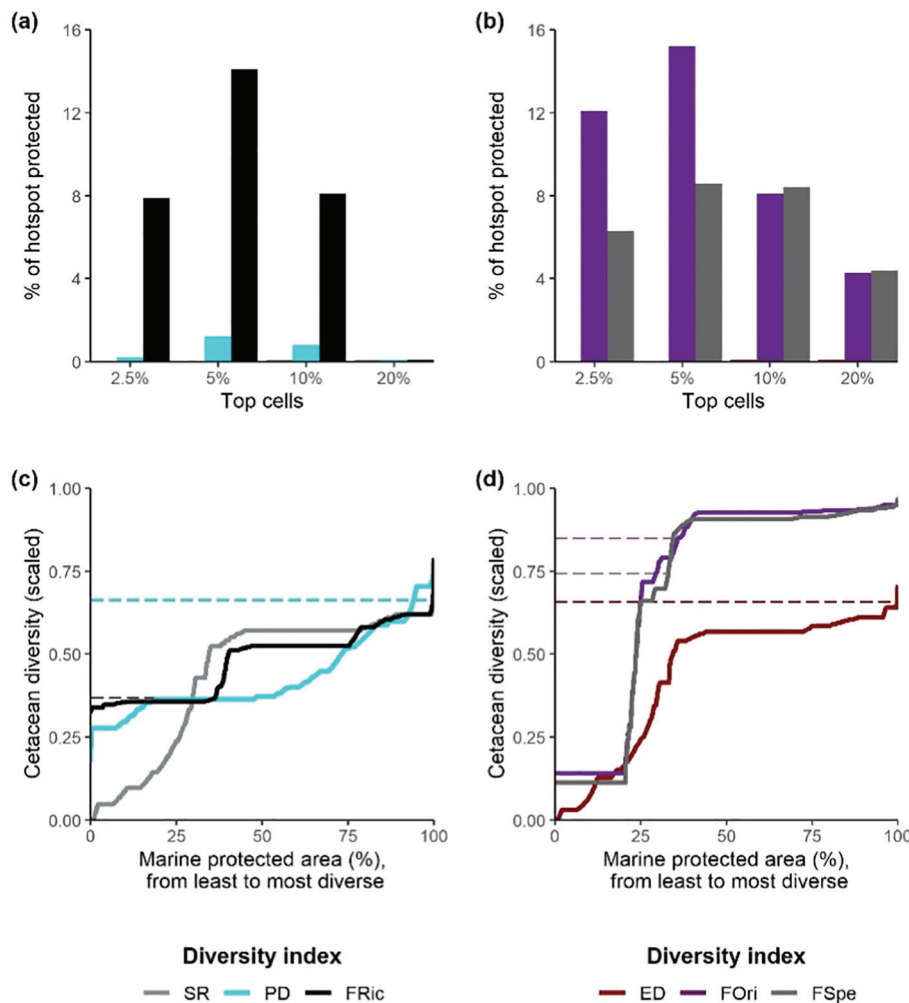 (a)
16
12
8
4
0
% of hotspot protected
2.5% 5% 10% 20%
Top cells
(b)
16
12
8
4
0
% of hotspot protected
2.5% 5% 10% 20%
Top cells
(c)
1.00
0.75
0.50
0.25
0.00
Cetacean diversity (scaled)
0 25 50 75 100
Marine protected area (%),
from least to most diverse
(d)
1.00
0.75
0.50
0.25
0.00
Cetacean diversity (scaled)
0 25 50 75 100
Marine protected area (%),
from least to most diverse
Diversity index
SR PD FRic
Diversity index
ED FOri FSpe